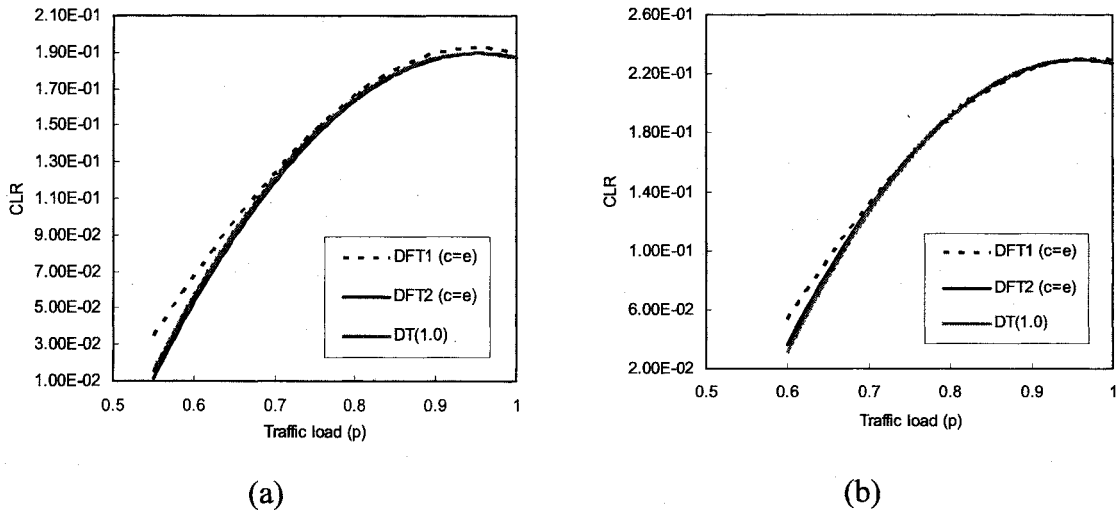 2.10E-01
1.90E-01
1.70E-01
1.50E-01
1.30E-01
1.10E-01
9.00E-02
7.00E-02
5.00E-02
3.00E-02
1.00E-02
CLR
0.5 0.6 0.7 0.8 0.9 1
Traffic load (p)
DFT1 (c=e)
DFT2 (c=e)
DT(1.0)
(a)
2.60E-01
2.20E-01
1.80E-01
1.40E-01
1.00E-01
6.00E-02
2.00E-02
CLR
0.5 0.6 0.7 0.8 0.9 1
Traffic load (p)
DFT1 (c=e)
DFT2 (c=e)
DT(1.0)
(b)